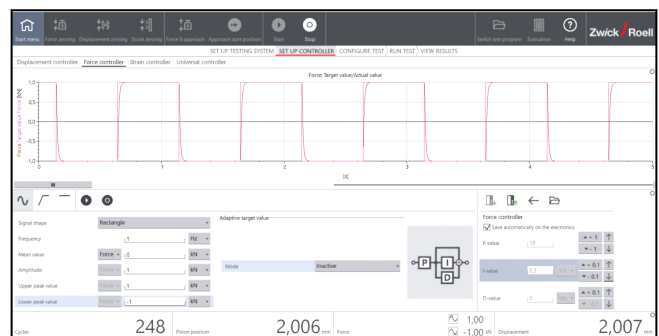 Start menu Force zeroing Displacement zeroing Strain zeroing Force 0 approach Approach start position Start Stop Switch test program Evaluation Help Zwick Roell
SET UP TESTING SYSTEM SET UP CONTROLLER CONFIGURE TEST RUN TEST VIEW RESULTS
Displacement controller Force controller Strain controller Universal controller
Force: Target value/Actual value
Force Target value Force [kN]
1,0
0,5
0,0
-0,5
-1,0
0 1 2 3 4 5
[s]
Signal shape Rectangle
Frequency 1 Hz
Mean value Force 0 kN
Amplitude Force 1 kN
Upper peak value Force 1 kN
Lower peak value Force -1 kN
Adaptive target value
Mode Inactive
P I D
Force controller
Save automatically on the electronics
P-value 10 + 1
- 1
I-value 0,3 + 0.1
- 0.1
D-value 0 + 0.1
- 0.1
Cycles 248 Piston position 2,006 mm Force 1,00
-1,00 kN Displacement 2,007 mm